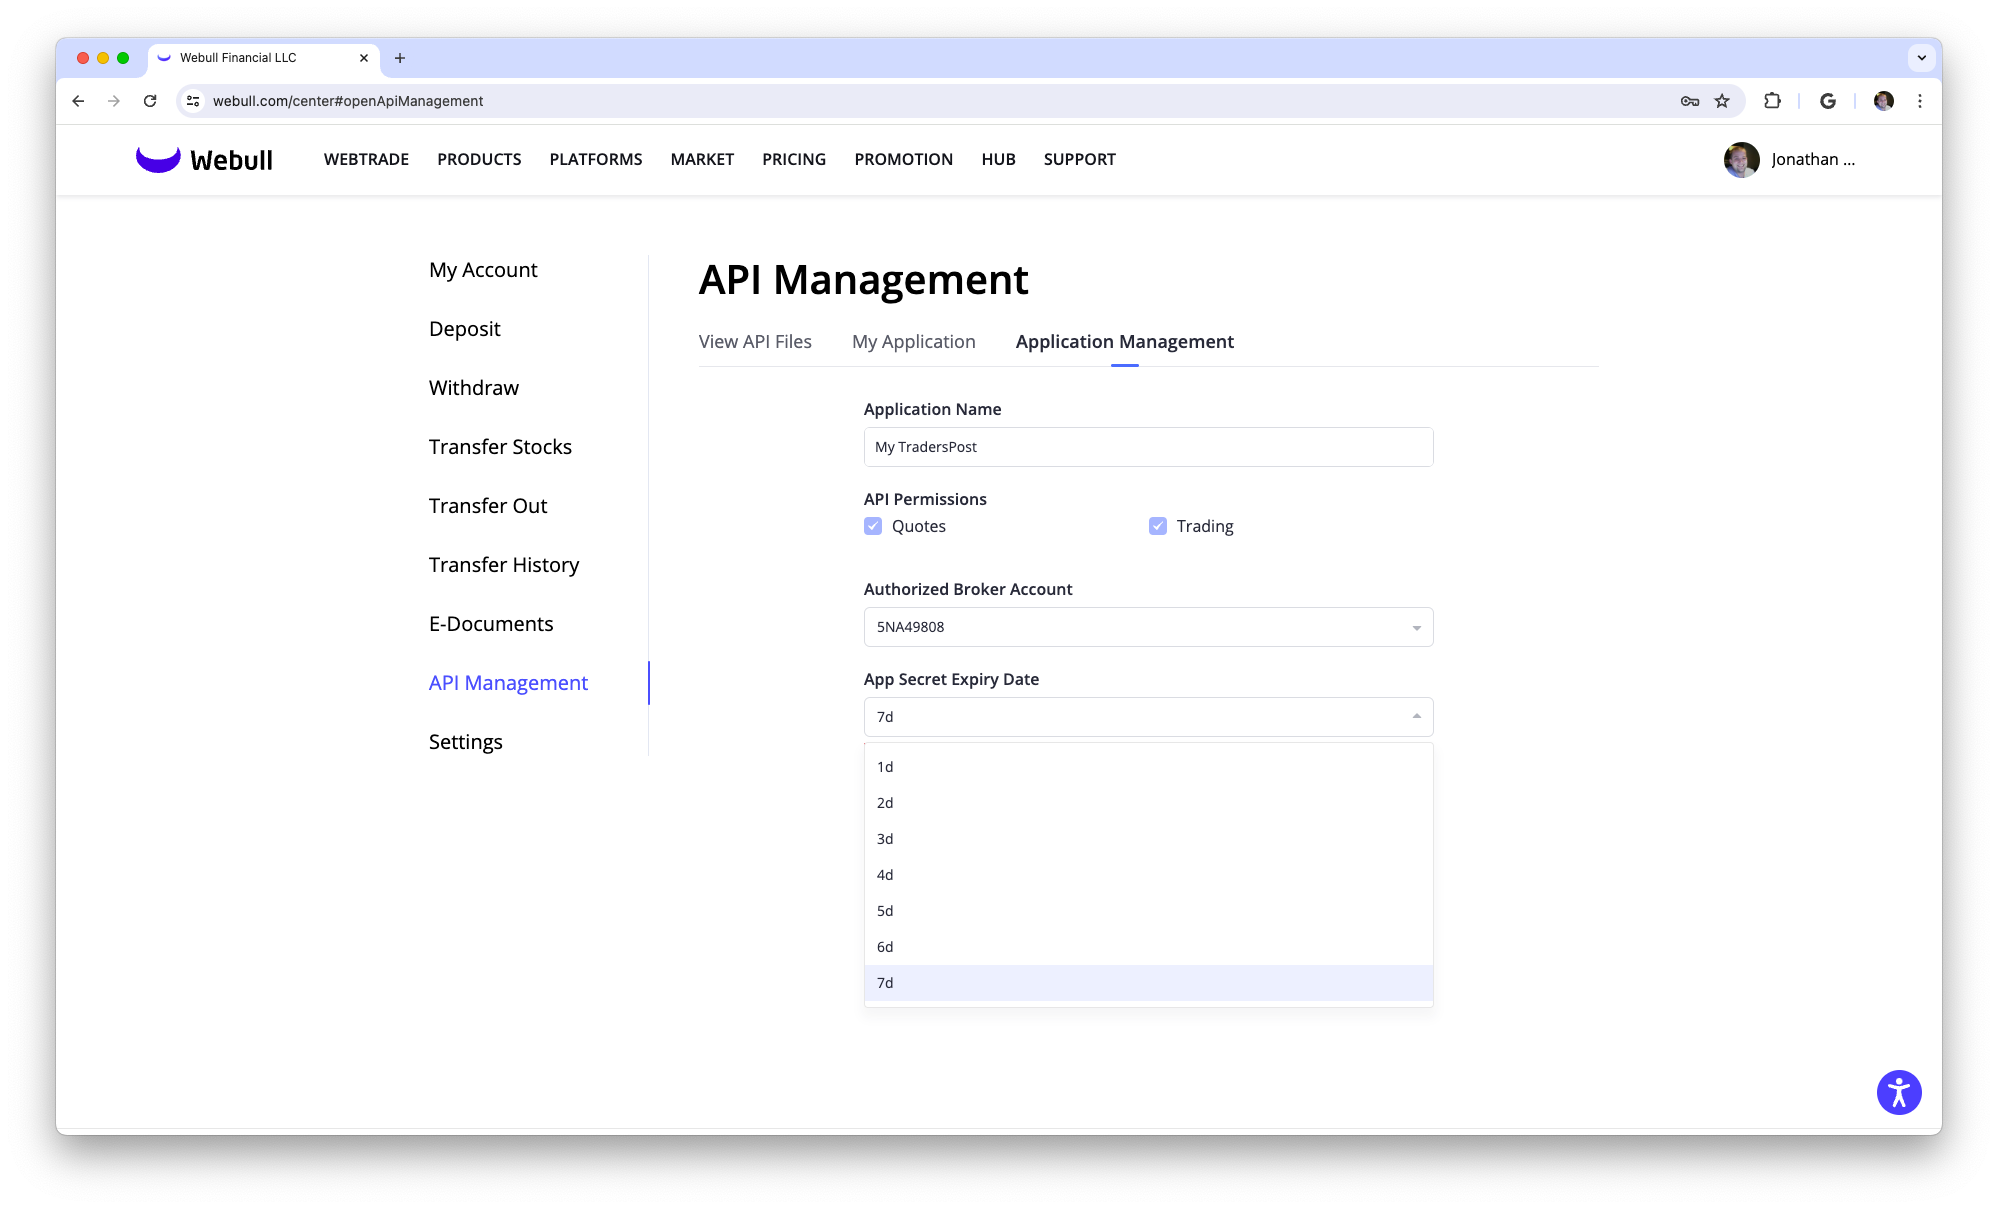 Webull Financial LLC
webull.com/center#openApiManagement
Webull
WEBTRADE PRODUCTS PLATFORMS MARKET PRICING PROMOTION HUB SUPPORT
Jonathan ...
My Account
Deposit
Withdraw
Transfer Stocks
Transfer Out
Transfer History
E-Documents
API Management
Settings
API Management
View API Files My Application Application Management
Application Name
My TradersPost
API Permissions
Quotes Trading
Authorized Broker Account
5NA49808
App Secret Expiry Date
7d
1d
2d
3d
4d
5d
6d
7d